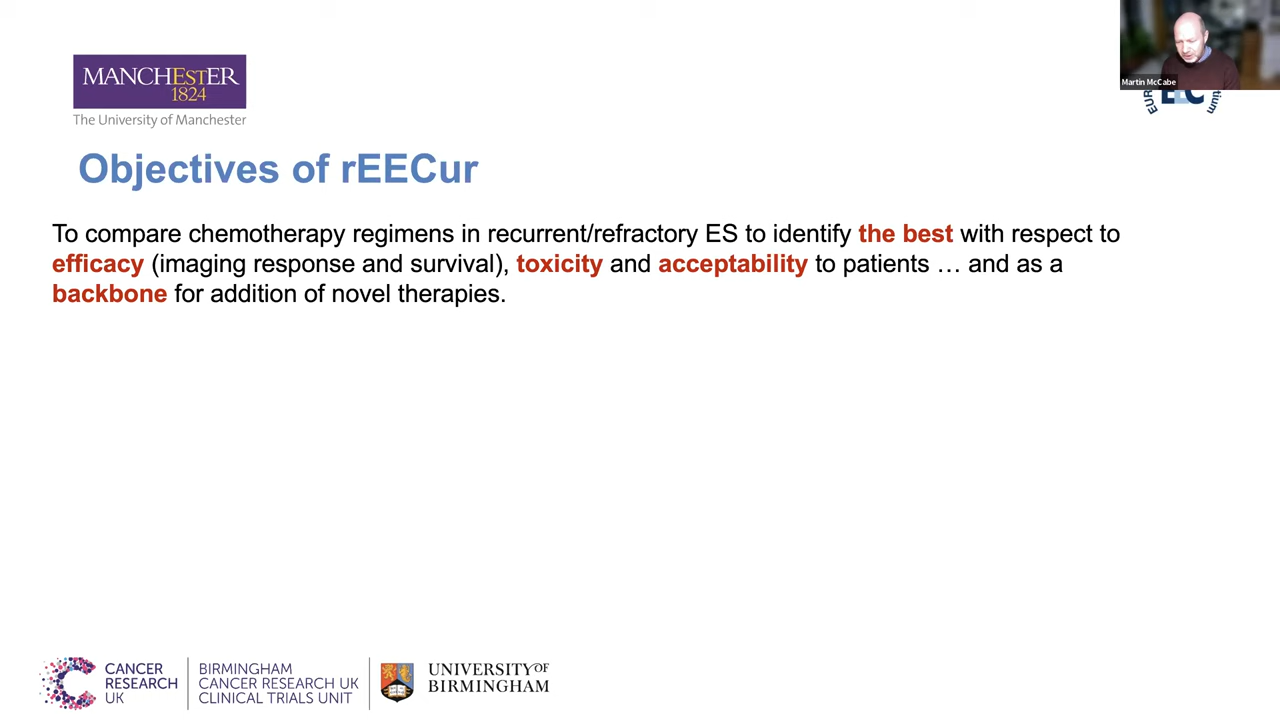 MANCHESTER
1824
The University of Manchester
Martin McCabe
Objectives of rEECur
To compare chemotherapy regimens in recurrent/refractory ES to identify the best with respect to
efficacy (imaging response and survival), toxicity and acceptability to patients … and as a
backbone for addition of novel therapies.
CANCER
RESEARCH
UK
BIRMINGHAM
CANCER RESEARCH UK
CLINICAL TRIALS UNIT
UNIVERSITY OF
BIRMINGHAM